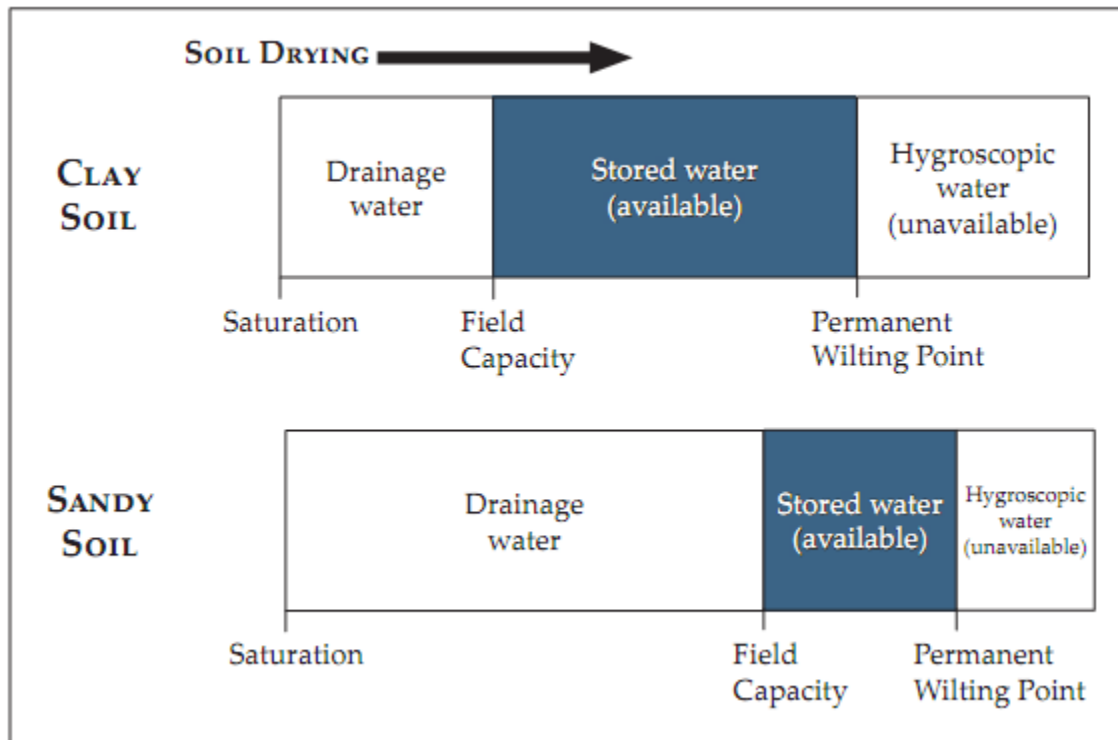 SOIL DRYING
CLAY
SOIL
Drainage
water
Stored water
(available)
Hygroscopic
water
(unavailable)
Saturation
Field
Capacity
Permanent
Wilting Point
SANDY
SOIL
Drainage
water
Stored water
(available)
Hygroscopic
water
(unavailable)
Saturation
Field
Capacity
Permanent
Wilting Point